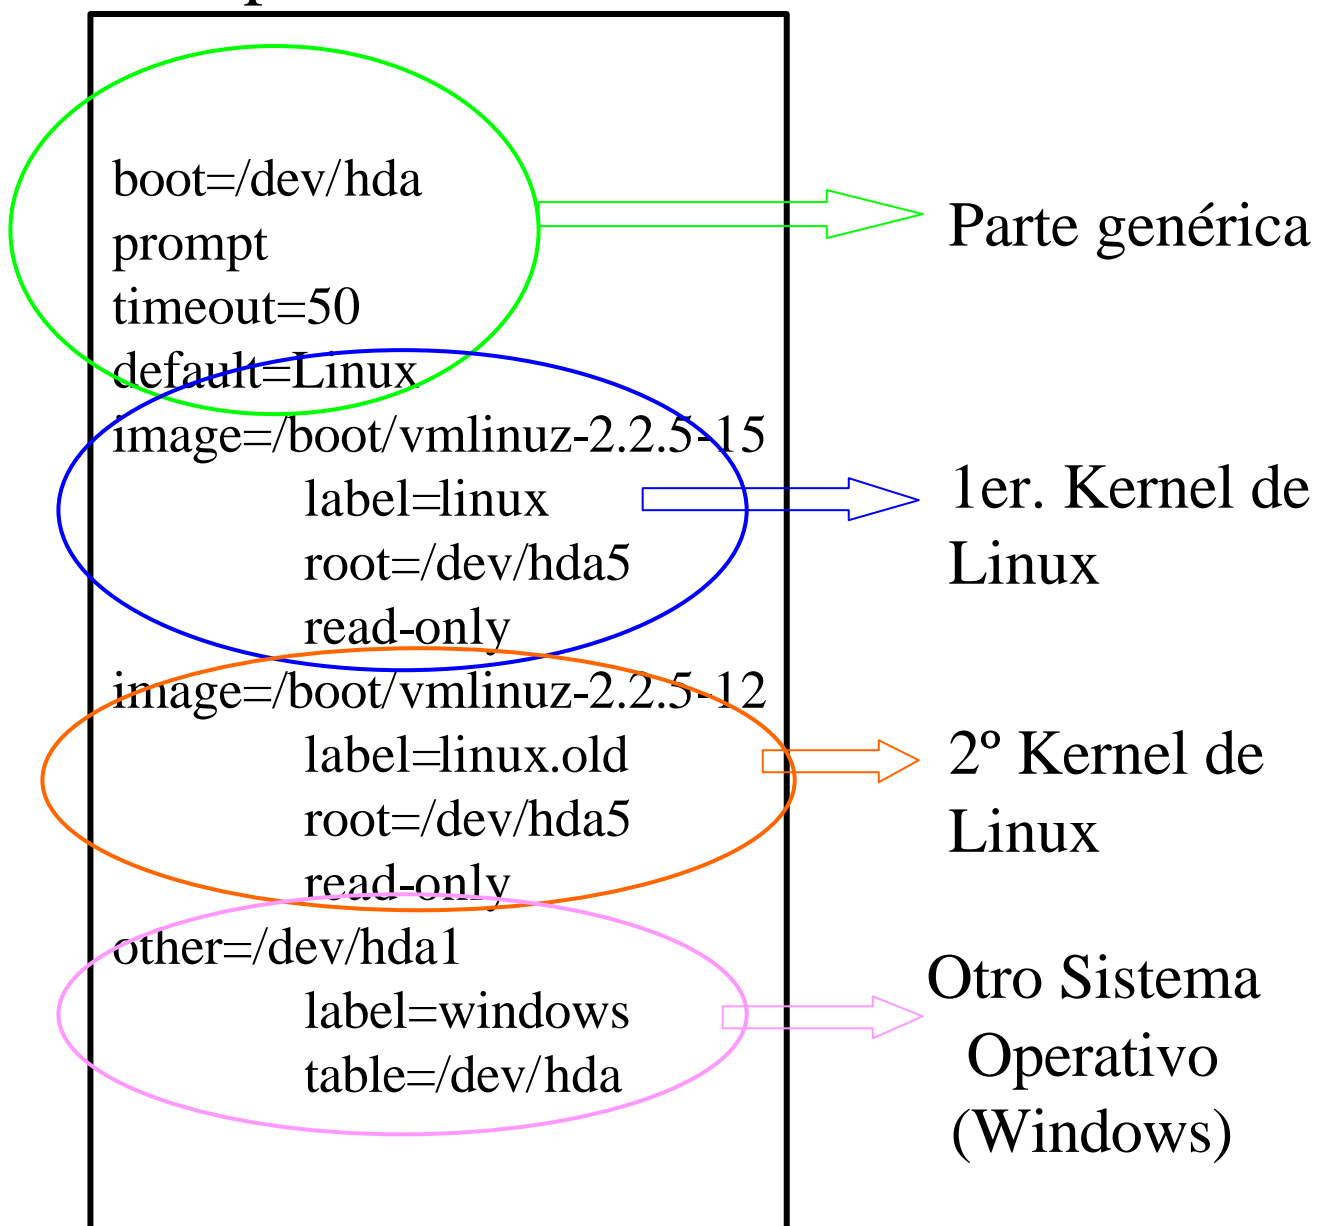 boot=/dev/hda
prompt
timeout=50
default=Linux
image=/boot/vmlinuz-2.2.5-15
label=linux
root=/dev/hda5
read-only
image=/boot/vmlinuz-2.2.5-12
label=linux.old
root=/dev/hda5
read-only
other=/dev/hda1
label=windows
table=/dev/hda
Parte genérica
1er. Kernel de
Linux
2º Kernel de
Linux
Otro Sistema
Operativo
(Windows)